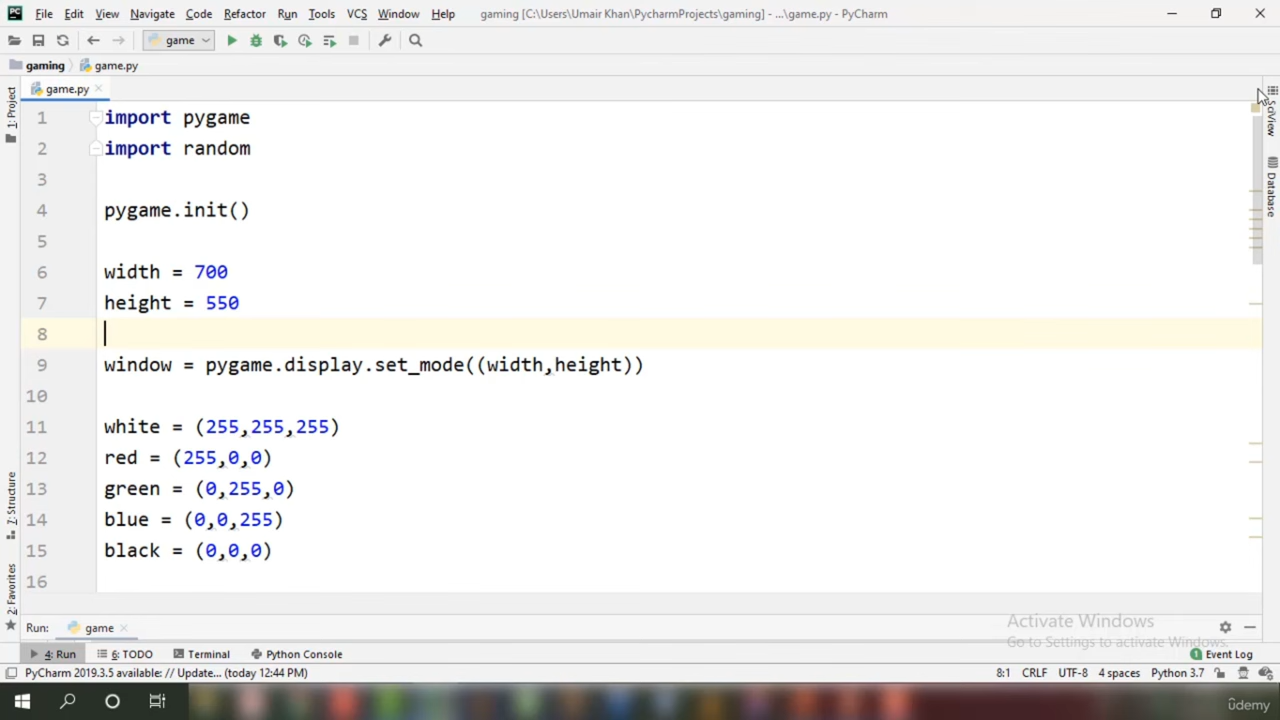 PC File Edit View Navigate Code Refactor Run Tools VCS Window Help gaming [C:\Users\Umair Khan\PycharmProjects\gaming] - ...\game.py - PyCharm
game
gaming game.py
game.py
1: Project
SciView
Database
1 import pygame
2 import random
3
4 pygame.init()
5
6 width = 700
7 height = 550
8
9 window = pygame.display.set_mode((width,height))
10
11 white = (255,255,255)
12 red = (255,0,0)
13 green = (0,255,0)
14 blue = (0,0,255)
15 black = (0,0,0)
16
Z: Structure
2: Favorites
Activate Windows
Go to Settings to activate Windows.
Run: game
4: Run 6: TODO Terminal Python Console 1 Event Log
PyCharm 2019.3.5 available: // Update... (today 12:44 PM) 8:1 CRLF UTF-8 4 spaces Python 3.7
ûdemy